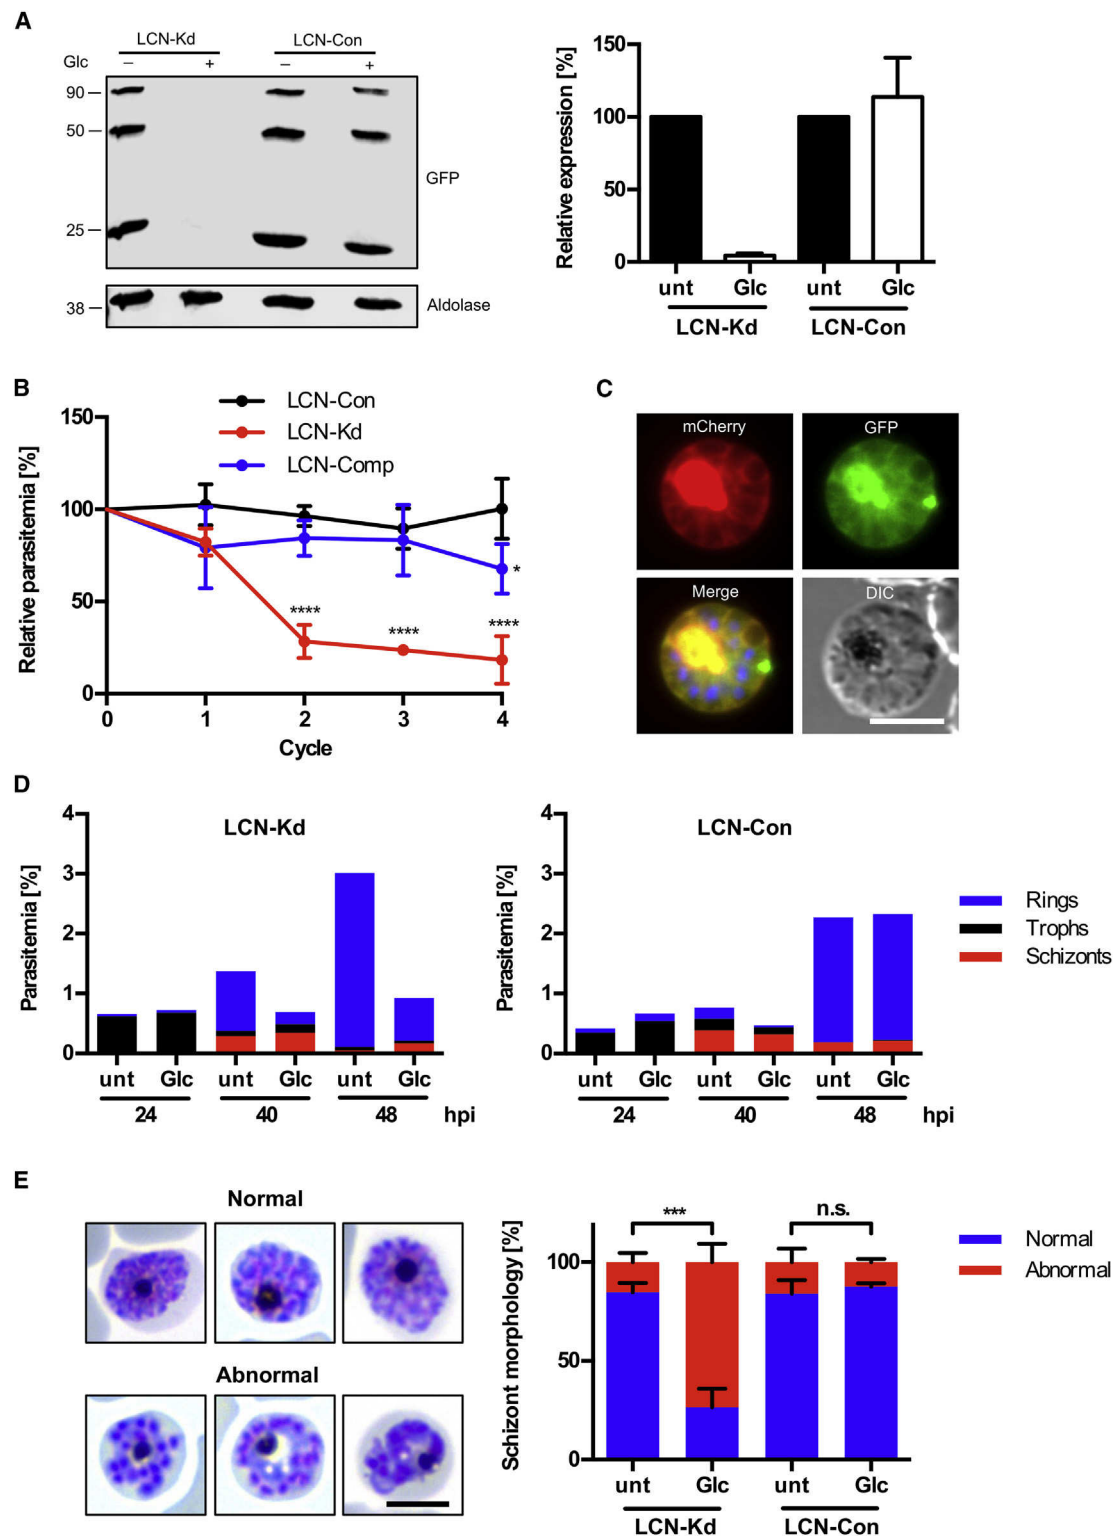 A
LCN-Kd LCN-Con
Glc – + – +
90
50
25
GFP
38
Aldolase
Relative expression [%]
150
100
50
0
unt Glc unt Glc
LCN-Kd LCN-Con
B
LCN-Con
LCN-Kd
LCN-Comp
Relative parasitemia [%]
150
100
50
0
*
**** **** ****
0 1 2 3 4
Cycle
C
mCherry GFP
Merge DIC
D
LCN-Kd
Parasitemia [%]
4
3
2
1
0
unt Glc unt Glc unt Glc
24 40 48 hpi
LCN-Con
Parasitemia [%]
4
3
2
1
0
unt Glc unt Glc unt Glc
24 40 48 hpi
Rings
Trophs
Schizonts
E
Normal
Abnormal
Schizont morphology [%]
100
50
0
*** n.s.
unt Glc unt Glc
LCN-Kd LCN-Con
Normal
Abnormal